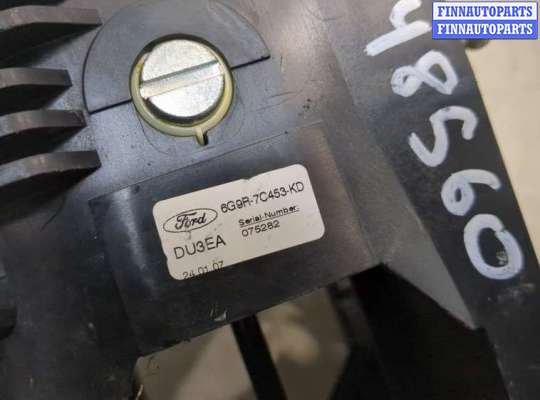 FINNAUTOPARTS
FINNAUTOPARTS
48560
Ford
6G9R-7C453-KD
Serial-Number:
DU3EA
075282
24.01.07